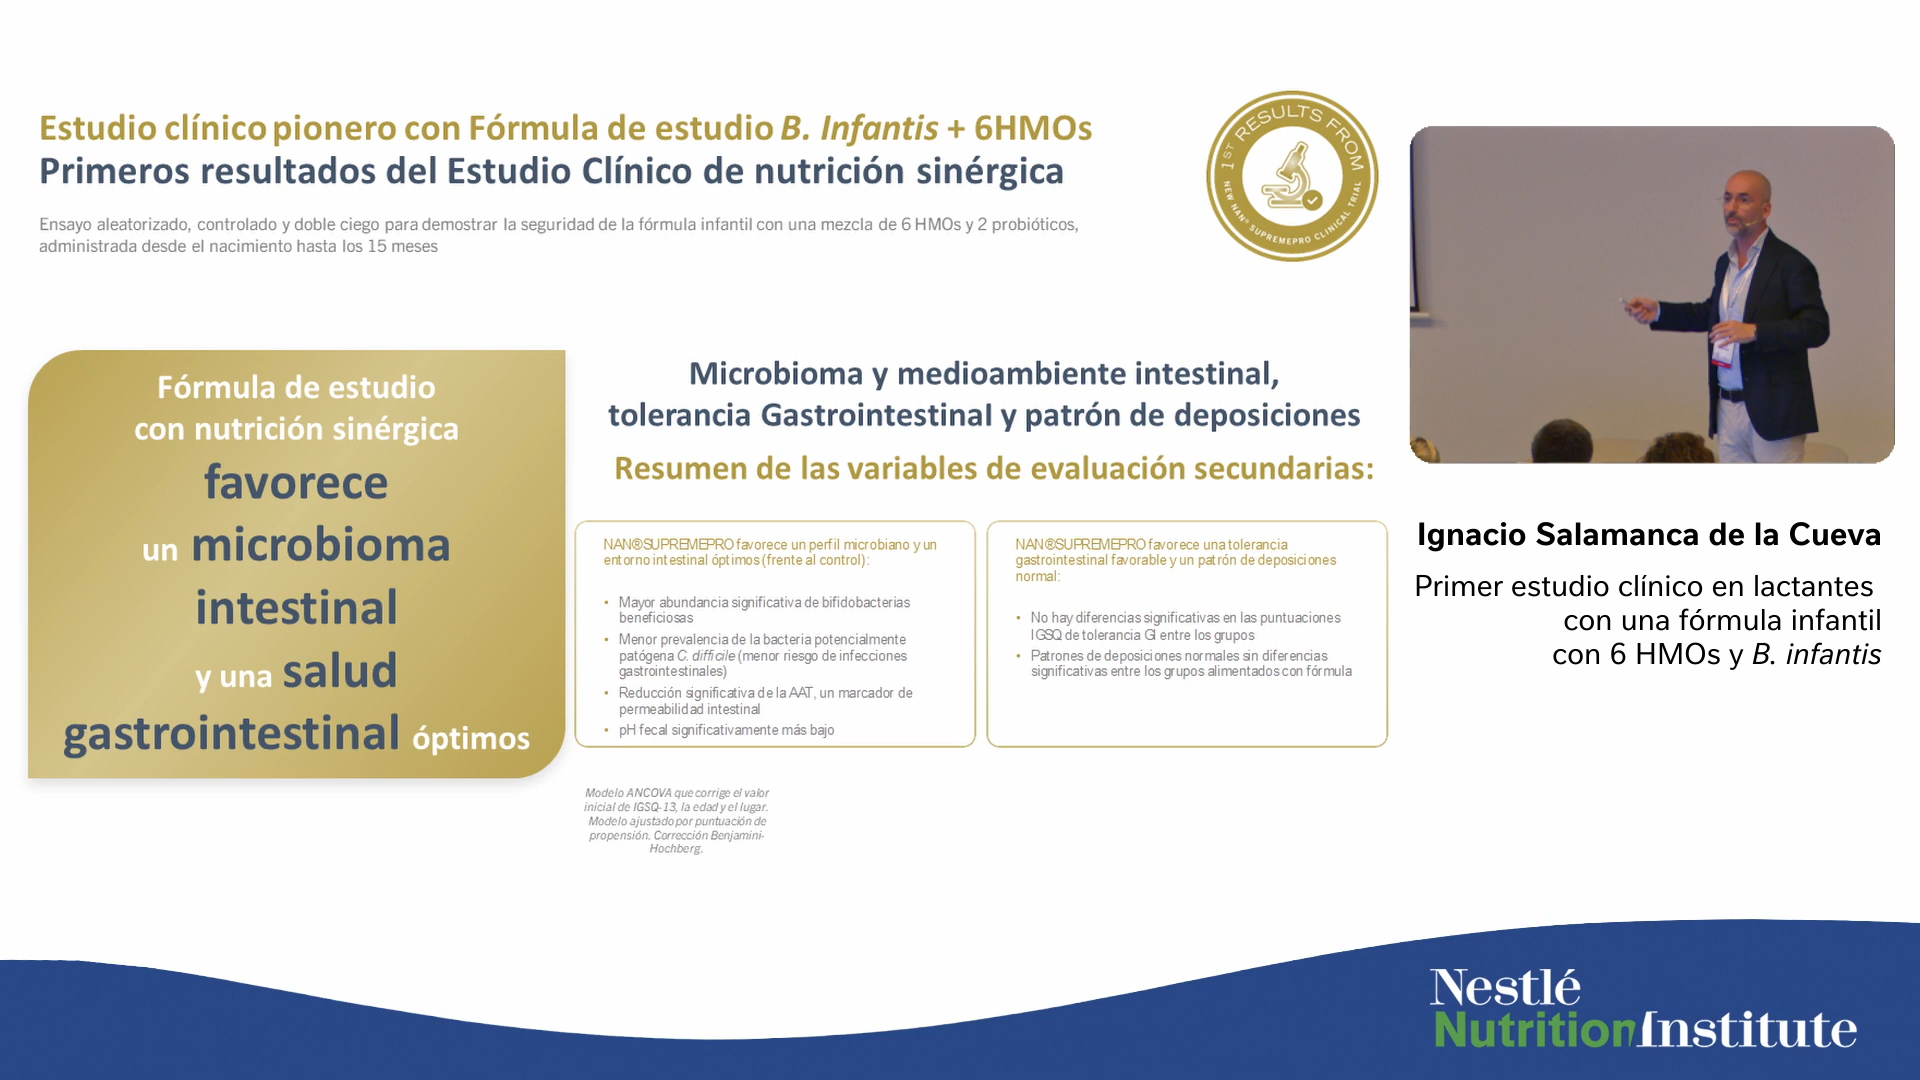 Estudio clínico pionero con Fórmula de estudio B. Infantis + 6HMOs
Primeros resultados del Estudio Clínico de nutrición sinérgica
Ensayo aleatorizado, controlado y doble ciego para demostrar la seguridad de la fórmula infantil con una mezcla de 6 HMOs y 2 probióticos,
administrada desde el nacimiento hasta los 15 meses
1ST RESULTS FROM
NEW NAN® SUPREMEPRO CLINICAL TRIAL
Fórmula de estudio
con nutrición sinérgica
favorece
un microbioma
intestinal
y una salud
gastrointestinal óptimos
Microbioma y medioambiente intestinal,
tolerancia Gastrointestinal y patrón de deposiciones
Resumen de las variables de evaluación secundarias:
NAN®SUPREMEPRO favorece un perfil microbiano y un
entorno intestinal óptimos (frente al control):
• Mayor abundancia significativa de bifidobacterias
beneficiosas
• Menor prevalencia de la bacteria potencialmente
patógena C. difficile (menor riesgo de infecciones
gastrointestinales)
• Reducción significativa de la AAT, un marcador de
permeabilidad intestinal
• pH fecal significativamente más bajo
NAN®SUPREMEPRO favorece una tolerancia
gastrointestinal favorable y un patrón de deposiciones
normal:
• No hay diferencias significativas en las puntuaciones
IGSQ de tolerancia GI entre los grupos
• Patrones de deposiciones normales sin diferencias
significativas entre los grupos alimentados con fórmula
Modelo ANCOVA que corrige el valor
inicial de IGSQ-13, la edad y el lugar.
Modelo ajustado por puntuación de
propensión. Corrección Benjamini-
Hochberg.
Ignacio Salamanca de la Cueva
Primer estudio clínico en lactantes
con una fórmula infantil
con 6 HMOs y B. infantis
Nestlé
NutritionInstitute